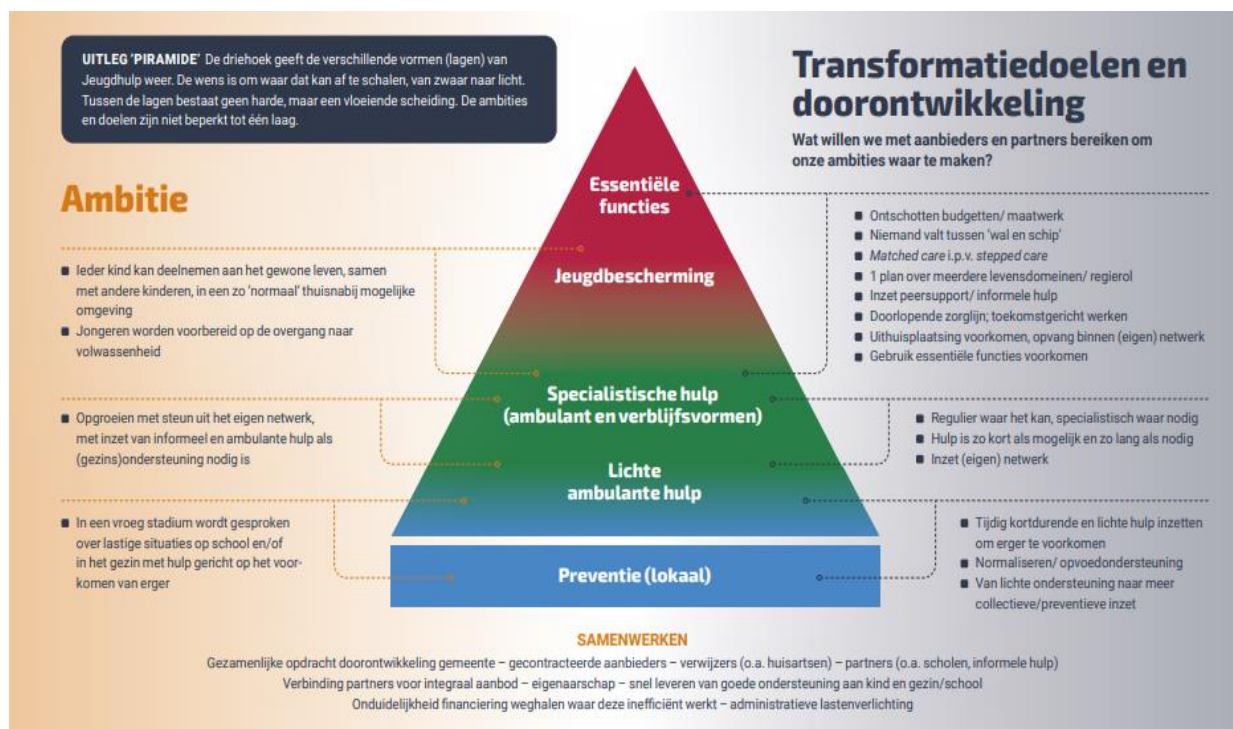 UITLEG 'PIRAMIDE' De driehoek geeft de verschillende vormen (lagen) van
Jeugdhulp weer. De wens is om waar dat kan af te schalen, van zwaar naar licht.
Tussen de lagen bestaat geen harde, maar een vloeiende scheiding. De ambities
en doelen zijn niet beperkt tot één laag.
Ambitie
■ Ieder kind kan deelnemen aan het gewone leven, samen
met andere kinderen, in een zo 'normaal' thuisnabij mogelijke
omgeving
■ Jongeren worden voorbereid op de overgang naar
volwassenheid
■ Opgroeien met steun uit het eigen netwerk,
met inzet van informeel en ambulante hulp als
(gezins)ondersteuning nodig is
■ In een vroeg stadium wordt gesproken
over lastige situaties op school en/of
in het gezin met hulp gericht op het voor-
komen van erger
Essentiële
functies
Jeugdbescherming
Specialistische hulp
(ambulant en verblijfsvormen)
Lichte
ambulante hulp
Preventie (lokaal)
Transformatiedoelen en
doorontwikkeling
Wat willen we met aanbieders en partners bereiken om
onze ambities waar te maken?
■ Ontschotten budgetten/ maatwerk
■ Niemand valt tussen 'wal en schip'
■ Matched care i.p.v. stepped care
■ 1 plan over meerdere levensdomeinen/ regierol
■ Inzet peersupport/ informele hulp
■ Doorlopende zorglijn; toekomstgericht werken
■ Uithuisplaatsing voorkomen, opvang binnen (eigen) netwerk
■ Gebruik essentiële functies voorkomen
■ Regulier waar het kan, specialistisch waar nodig
■ Hulp is zo kort als mogelijk en zo lang als nodig
■ Inzet (eigen) netwerk
■ Tijdig kortdurende en lichte hulp inzetten
om erger te voorkomen
■ Normaliseren/ opvoedondersteuning
■ Van lichte ondersteuning naar meer
collectieve/preventieve inzet
SAMENWERKEN
Gezamenlijke opdracht doorontwikkeling gemeente – gecontracteerde aanbieders – verwijzers (o.a. huisartsen) – partners (o.a. scholen, informele hulp)
Verbinding partners voor integraal aanbod – eigenaarschap – snel leveren van goede ondersteuning aan kind en gezin/school
Onduidelijkheid financiering weghalen waar deze inefficiënt werkt – administratieve lastenverlichting